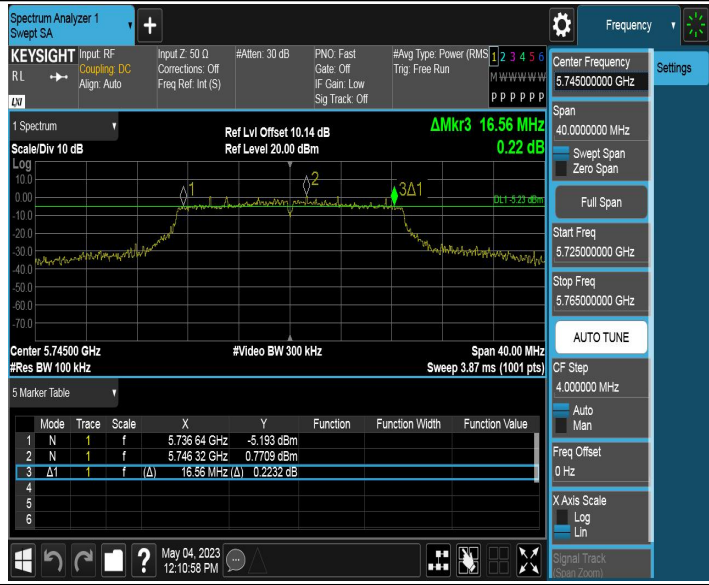 Spectrum Analyzer 1
Swept SA
+
Frequency
KEYSIGHT
RL
LXI
Input: RF
Coupling: DC
Align: Auto
Input Z: 50 Ω
Corrections: Off
Freq Ref: Int (S)
#Atten: 30 dB
PNO: Fast
Gate: Off
IF Gain: Low
Sig Track: Off
#Avg Type: Power (RMS
Trig: Free Run
1 2 3 4 5 6
M W W W W W
P P P P P P
1 Spectrum
Scale/Div 10 dB
Ref Lvl Offset 10.14 dB
Ref Level 20.00 dBm
ΔMkr3 16.56 MHz
0.22 dB
Log
10.0
0.00
-10.0
-20.0
-30.0
-40.0
-50.0
-60.0
-70.0
1
2
3Δ1
DL1 -5.23 dBm
Center 5.74500 GHz
#Res BW 100 kHz
#Video BW 300 kHz
Span 40.00 MHz
Sweep 3.87 ms (1001 pts)
5 Marker Table
Mode Trace Scale X Y Function Function Width Function Value
1 N 1 f 5.736 64 GHz -5.193 dBm
2 N 1 f 5.746 32 GHz 0.7709 dBm
3 Δ1 1 f (Δ) 16.56 MHz (Δ) 0.2232 dB
4
5
6
?
May 04, 2023
12:10:58 PM
Center Frequency
5.745000000 GHz
Span
40.0000000 MHz
Swept Span
Zero Span
Full Span
Start Freq
5.725000000 GHz
Stop Freq
5.765000000 GHz
AUTO TUNE
CF Step
4.000000 MHz
Auto
Man
Freq Offset
0 Hz
X Axis Scale
Log
Lin
Signal Track
(Span Zoom)
Settings